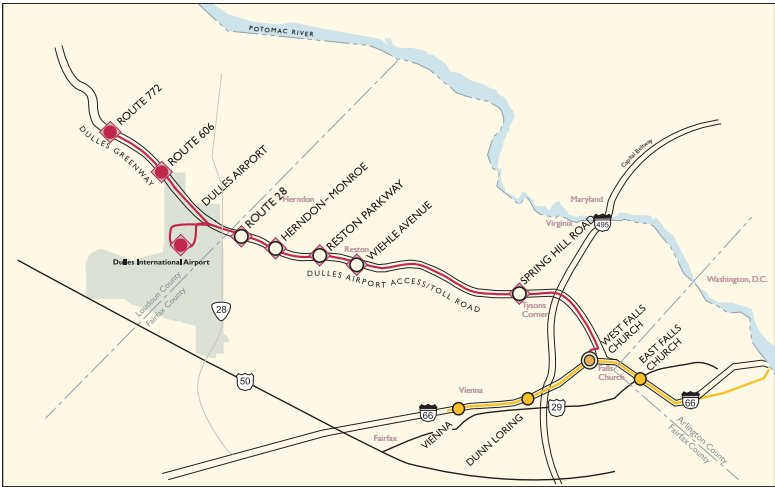 POTOMAC RIVER
ROUTE 772
DULLES GREENWAY
ROUTE 606
DULLES AIRPORT
ROUTE 28
Herndon
HERNDON–MONROE
RESTON PARKWAY
Reston
WIEHLE AVENUE
Capital Beltway
Maryland
Virginia
495
SPRING HILL ROAD
Dulles International Airport
DULLES AIRPORT ACCESS/TOLL ROAD
Washington, D.C.
Loudoun County
Fairfax County
28
Tysons
Corner
WEST FALLS
CHURCH
EAST FALLS
CHURCH
Falls
Church
50
Vienna
66
29
66
VIENNA
DUNN LORING
Fairfax
Arlington County
Fairfax County